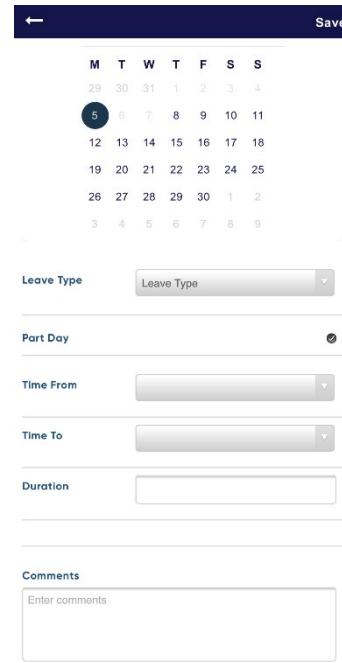 Save
M T W T F S S
29 30 31 1 2 3 4
5 6 7 8 9 10 11
12 13 14 15 16 17 18
19 20 21 22 23 24 25
26 27 28 29 30 1 2
3 4 5 6 7 8 9
Leave Type Leave Type
Part Day
Time From
Time To
Duration
Comments
Enter comments